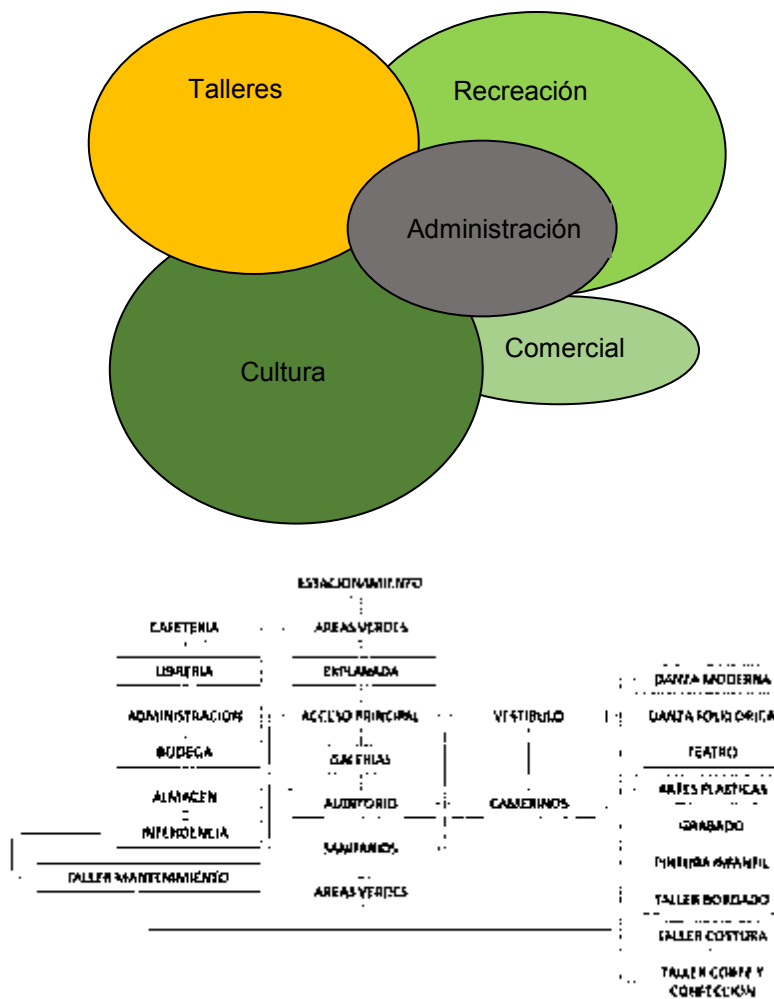 Talleres
Recreación
Administración
Comercial
Cultura
ESTACIONAMIENTO
CAFETERIA
AREAS VERDES
LIBRERIA
EXPLANADA
DANZA MODERNA
ADMINISTRACION
ACCESO PRINCIPAL
VESTIBULO
DANZA FOLKLORICA
BODEGA
GALERIAS
TEATRO
ALMACEN
AUDITORIO
CAMERINOS
ARTES PLASTICAS
INTENDENCIA
SANITARIOS
GRABADO
TALLER MANTENIMIENTO
AREAS VERDES
PINTURA INFANTIL
TALLER BORDADO
TALLER COSTURA
TALLER CORTE Y
CONFECCIÓN